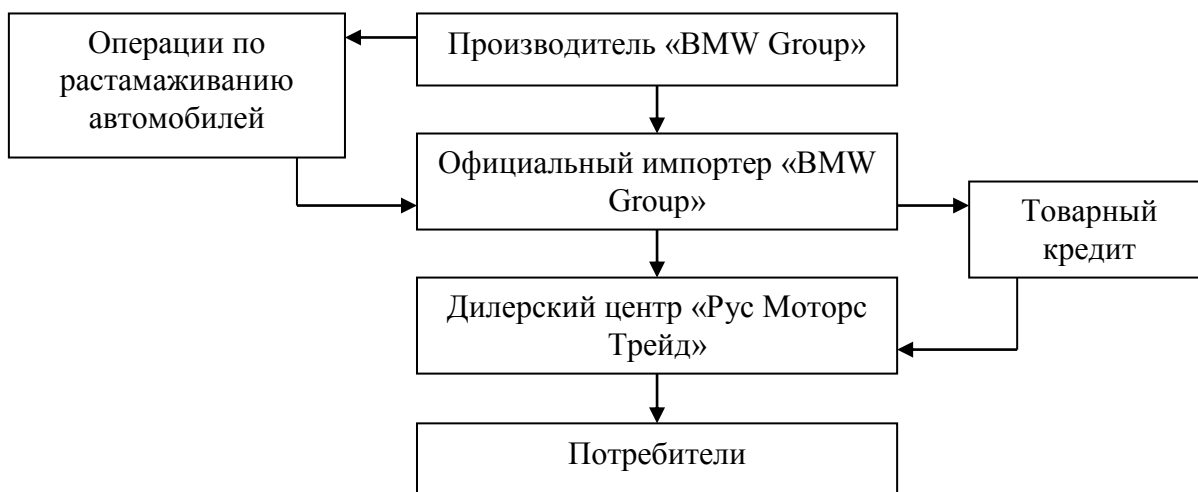 Операции по
растамаживанию
автомобилей
Производитель «BMW Group»
Официальный импортер «BMW
Group»
Товарный
кредит
Дилерский центр «Рус Моторс
Трейд»
Потребители